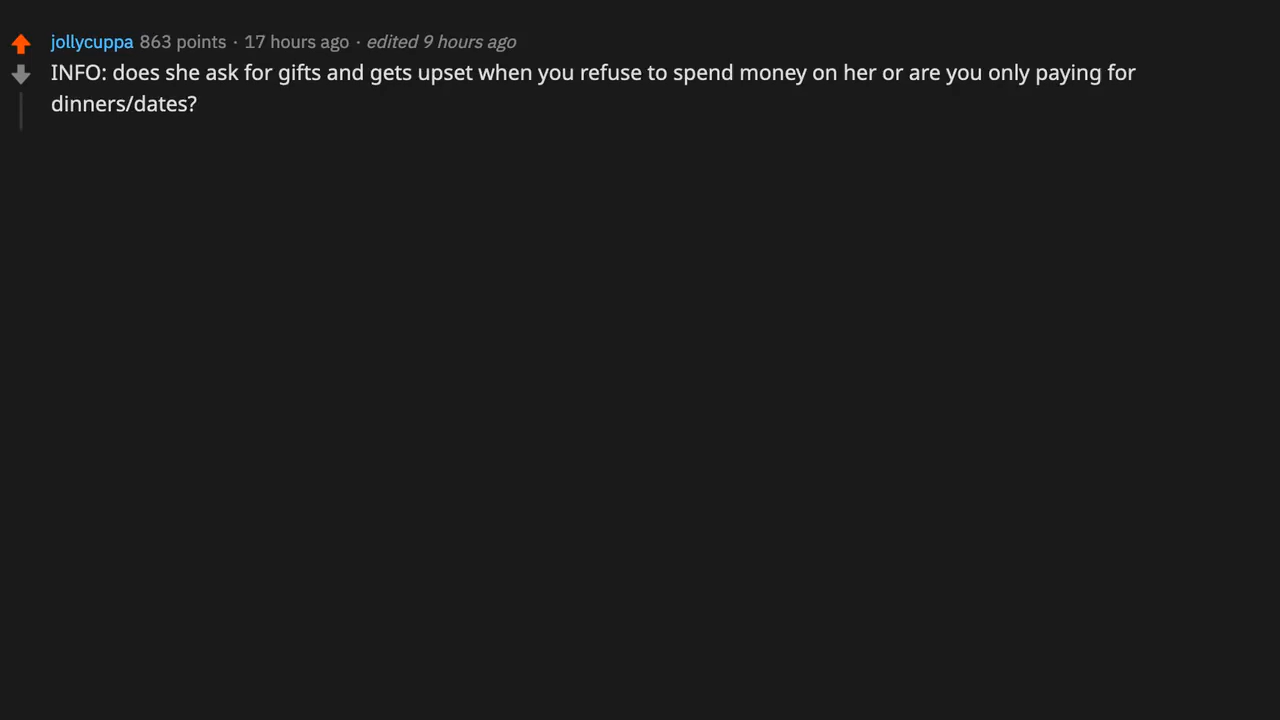 jollycuppa 863 points · 17 hours ago · edited 9 hours ago
INFO: does she ask for gifts and gets upset when you refuse to spend money on her or are you only paying for
dinners/dates?